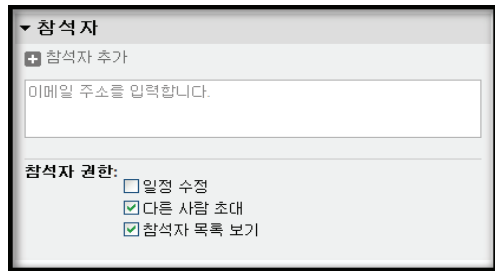 참석자
참석자 추가
이메일 주소를 입력합니다.
참석자 권한:
일정 수정
다른 사람 초대
참석자 목록 보기